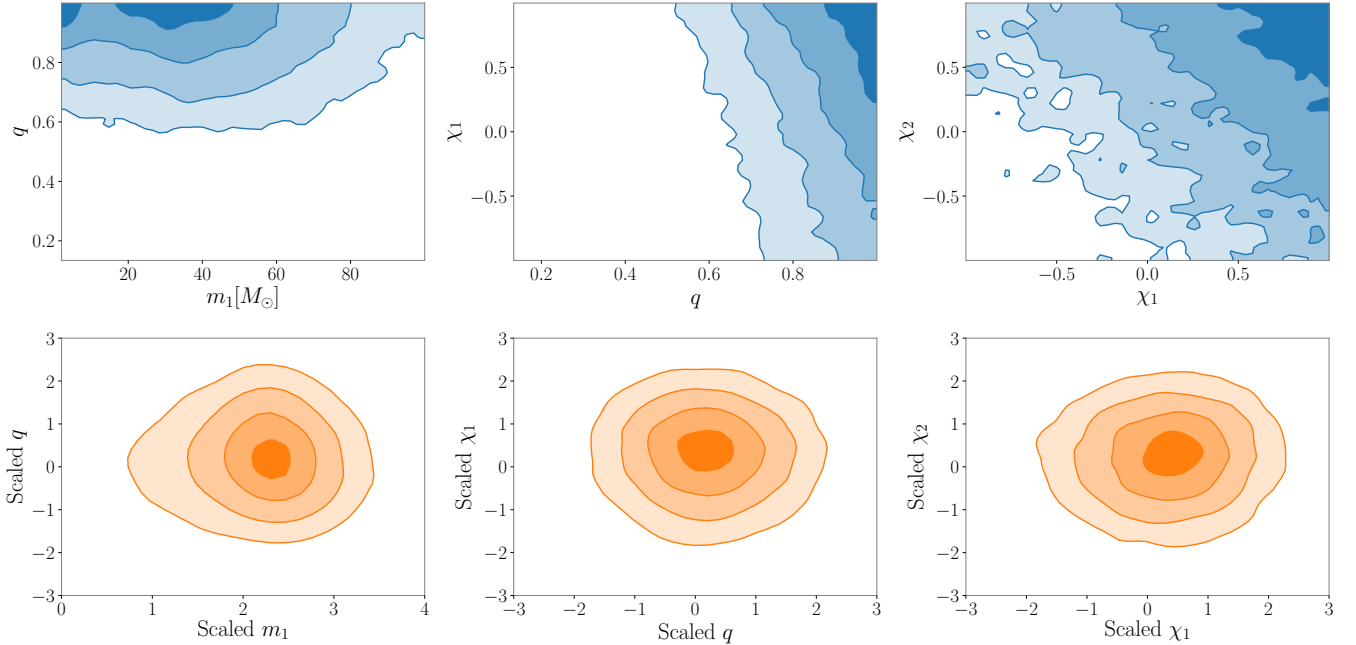 q
0.8
0.6
0.4
0.2
20 40 60 80
m₁[M⊙]
χ₁
0.5
0.0
−0.5
0.2 0.4 0.6 0.8
q
χ₂
0.5
0.0
−0.5
−0.5 0.0 0.5
χ₁
Scaled q
3
2
1
0
−1
−2
−3
0 1 2 3 4
Scaled m₁
Scaled χ₁
3
2
1
0
−1
−2
−3
−3 −2 −1 0 1 2 3
Scaled q
Scaled χ₂
3
2
1
0
−1
−2
−3
−3 −2 −1 0 1 2 3
Scaled χ₁